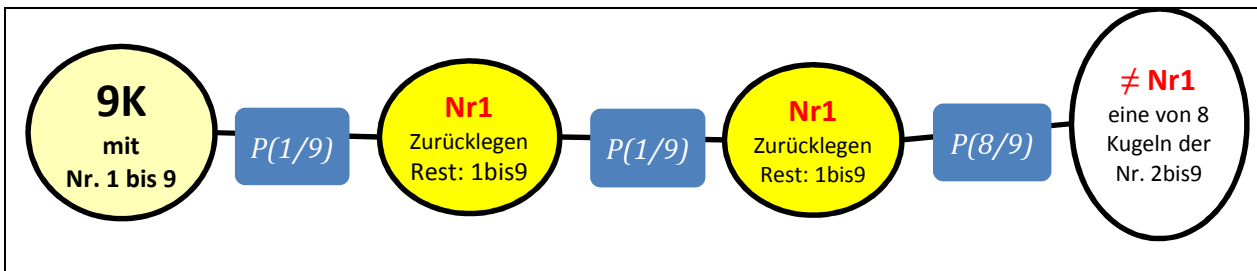 9K
mit
Nr. 1 bis 9
P(1/9)
Nr1
Zurücklegen
Rest: 1bis9
P(1/9)
Nr1
Zurücklegen
Rest: 1bis9
P(8/9)
≠ Nr1
eine von 8
Kugeln der
Nr. 2bis9